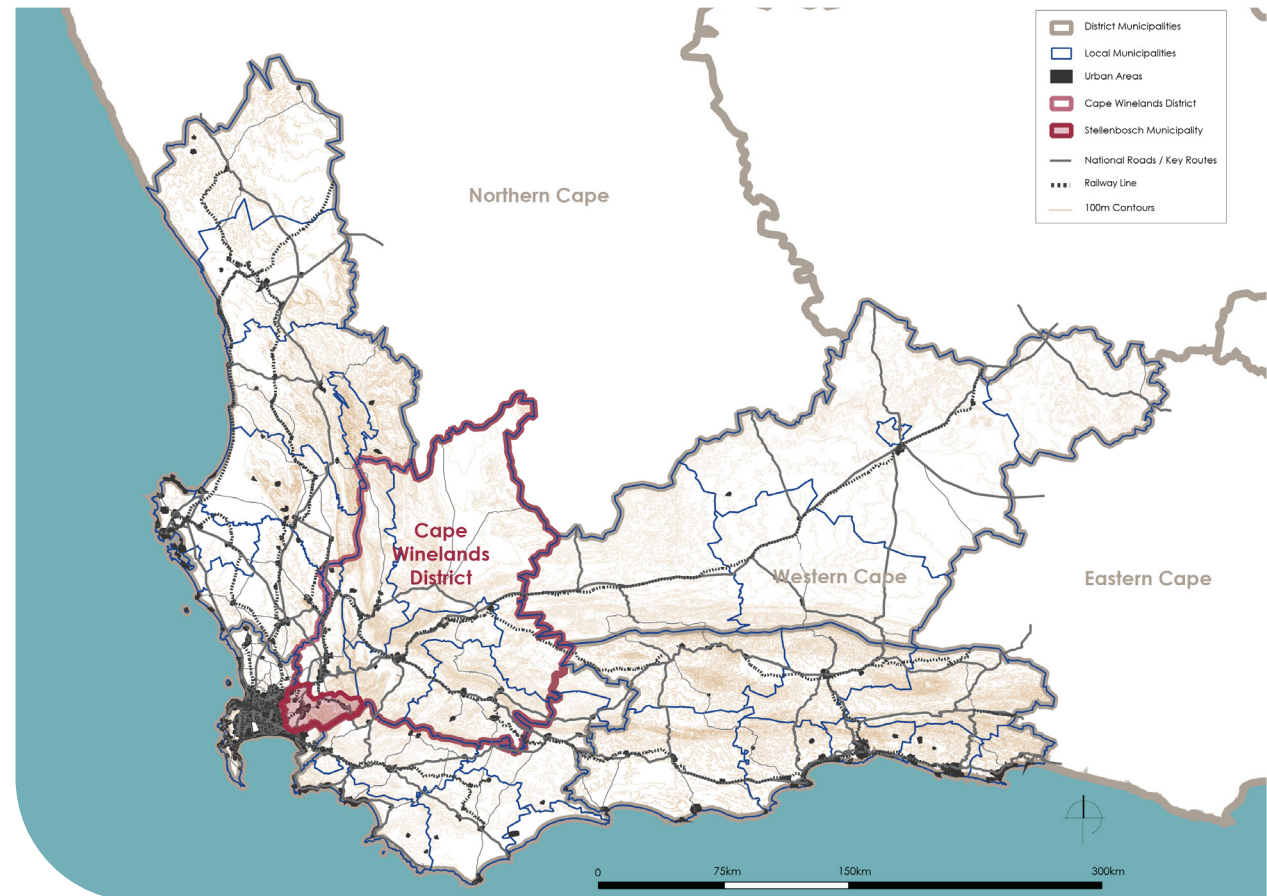 District Municipalities
Local Municipalities
Urban Areas
Cape Winelands District
Stellenbosch Municipality
National Roads / Key Routes
Railway Line
100m Contours
Northern Cape
Cape
Winelands
District
Western Cape
Eastern Cape
0
75km
150km
300km